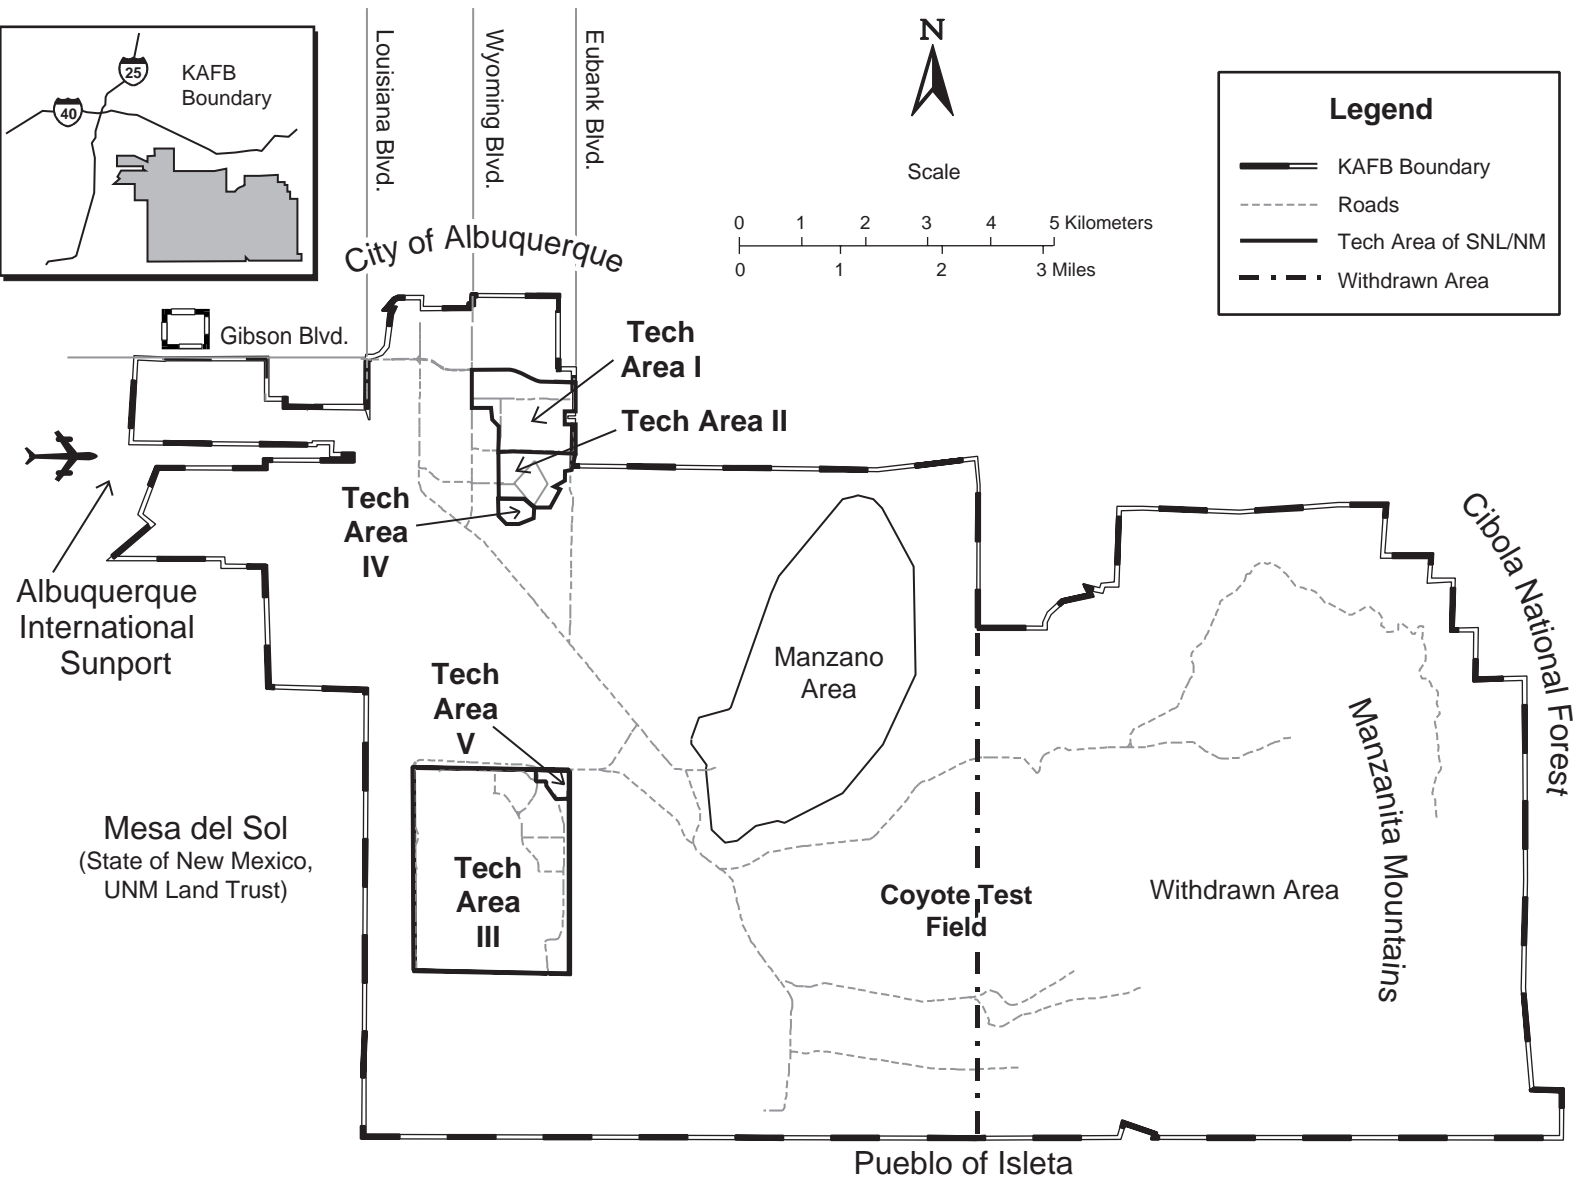 25
40
KAFB
Boundary
Louisiana Blvd.
Wyoming Blvd.
Eubank Blvd.
N
Scale
0 1 2 3 4 5 Kilometers
0 1 2 3 Miles
Legend
KAFB Boundary
Roads
Tech Area of SNL/NM
Withdrawn Area
City of Albuquerque
Gibson Blvd.
Tech
Area I
Tech Area II
Tech
Area
IV
Albuquerque
International
Sunport
Cibola National Forest
Manzano
Area
Tech
Area
V
Manzanita Mountains
Mesa del Sol
(State of New Mexico,
UNM Land Trust)
Tech
Area
III
Coyote Test
Field
Withdrawn Area
Pueblo of Isleta